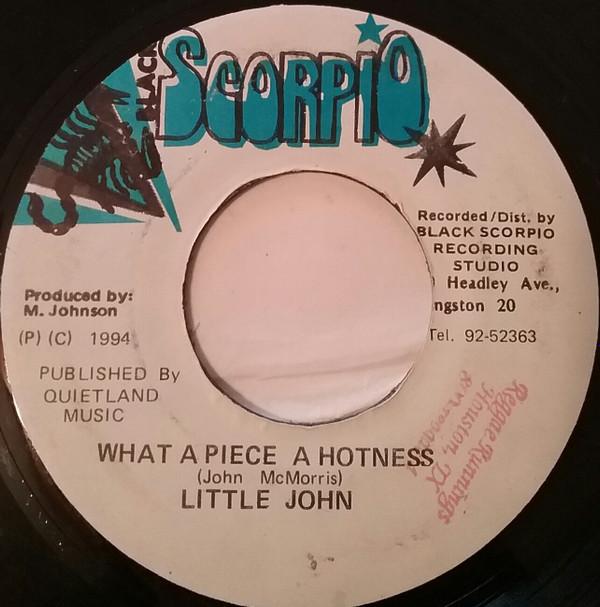 BLACK
SCORPIO
Recorded/Dist. by
BLACK SCORPIO
RECORDING
STUDIO
Headley Ave.,
ngston 20
Tel. 92-52363
Produced by:
M. Johnson
(P) (C) 1994
PUBLISHED By
QUIETLAND
MUSIC
WHAT A PIECE A HOTNESS
(John McMorris)
LITTLE JOHN
Reggae Runnings
Houston, TX